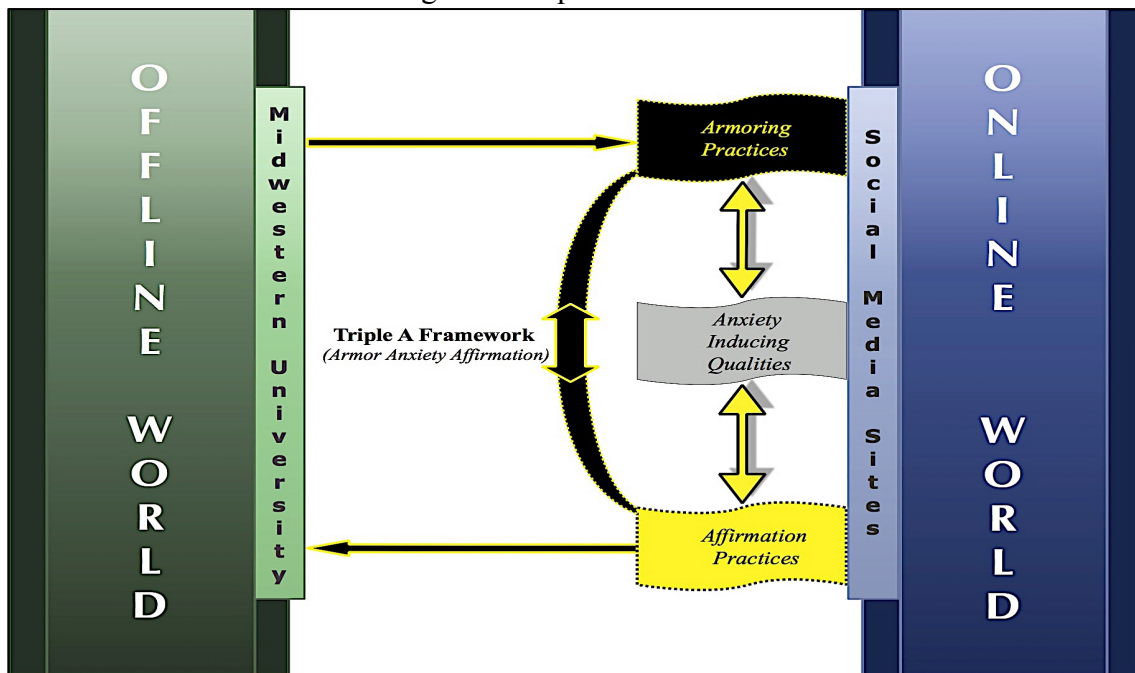 OFFLINE WORLD
Midwestern University
Armoring
Practices
Triple A Framework
(Armor Anxiety Affirmation)
Anxiety
Inducing
Qualities
Affirmation
Practices
Social Media Sites
ONLINE WORLD